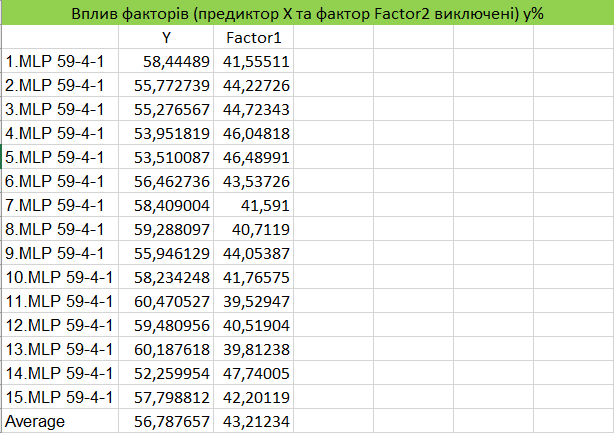 Вплив факторів (предиктор X та фактор Factor2 виключені) у%
Y Factor1
1.MLP 59-4-1 58,44489 41,55511
2.MLP 59-4-1 55,772739 44,22726
3.MLP 59-4-1 55,276567 44,72343
4.MLP 59-4-1 53,951819 46,04818
5.MLP 59-4-1 53,510087 46,48991
6.MLP 59-4-1 56,462736 43,53726
7.MLP 59-4-1 58,409004 41,591
8.MLP 59-4-1 59,288097 40,7119
9.MLP 59-4-1 55,946129 44,05387
10.MLP 59-4-1 58,234248 41,76575
11.MLP 59-4-1 60,470527 39,52947
12.MLP 59-4-1 59,480956 40,51904
13.MLP 59-4-1 60,187618 39,81238
14.MLP 59-4-1 52,259954 47,74005
15.MLP 59-4-1 57,798812 42,20119
Average 56,787657 43,21234